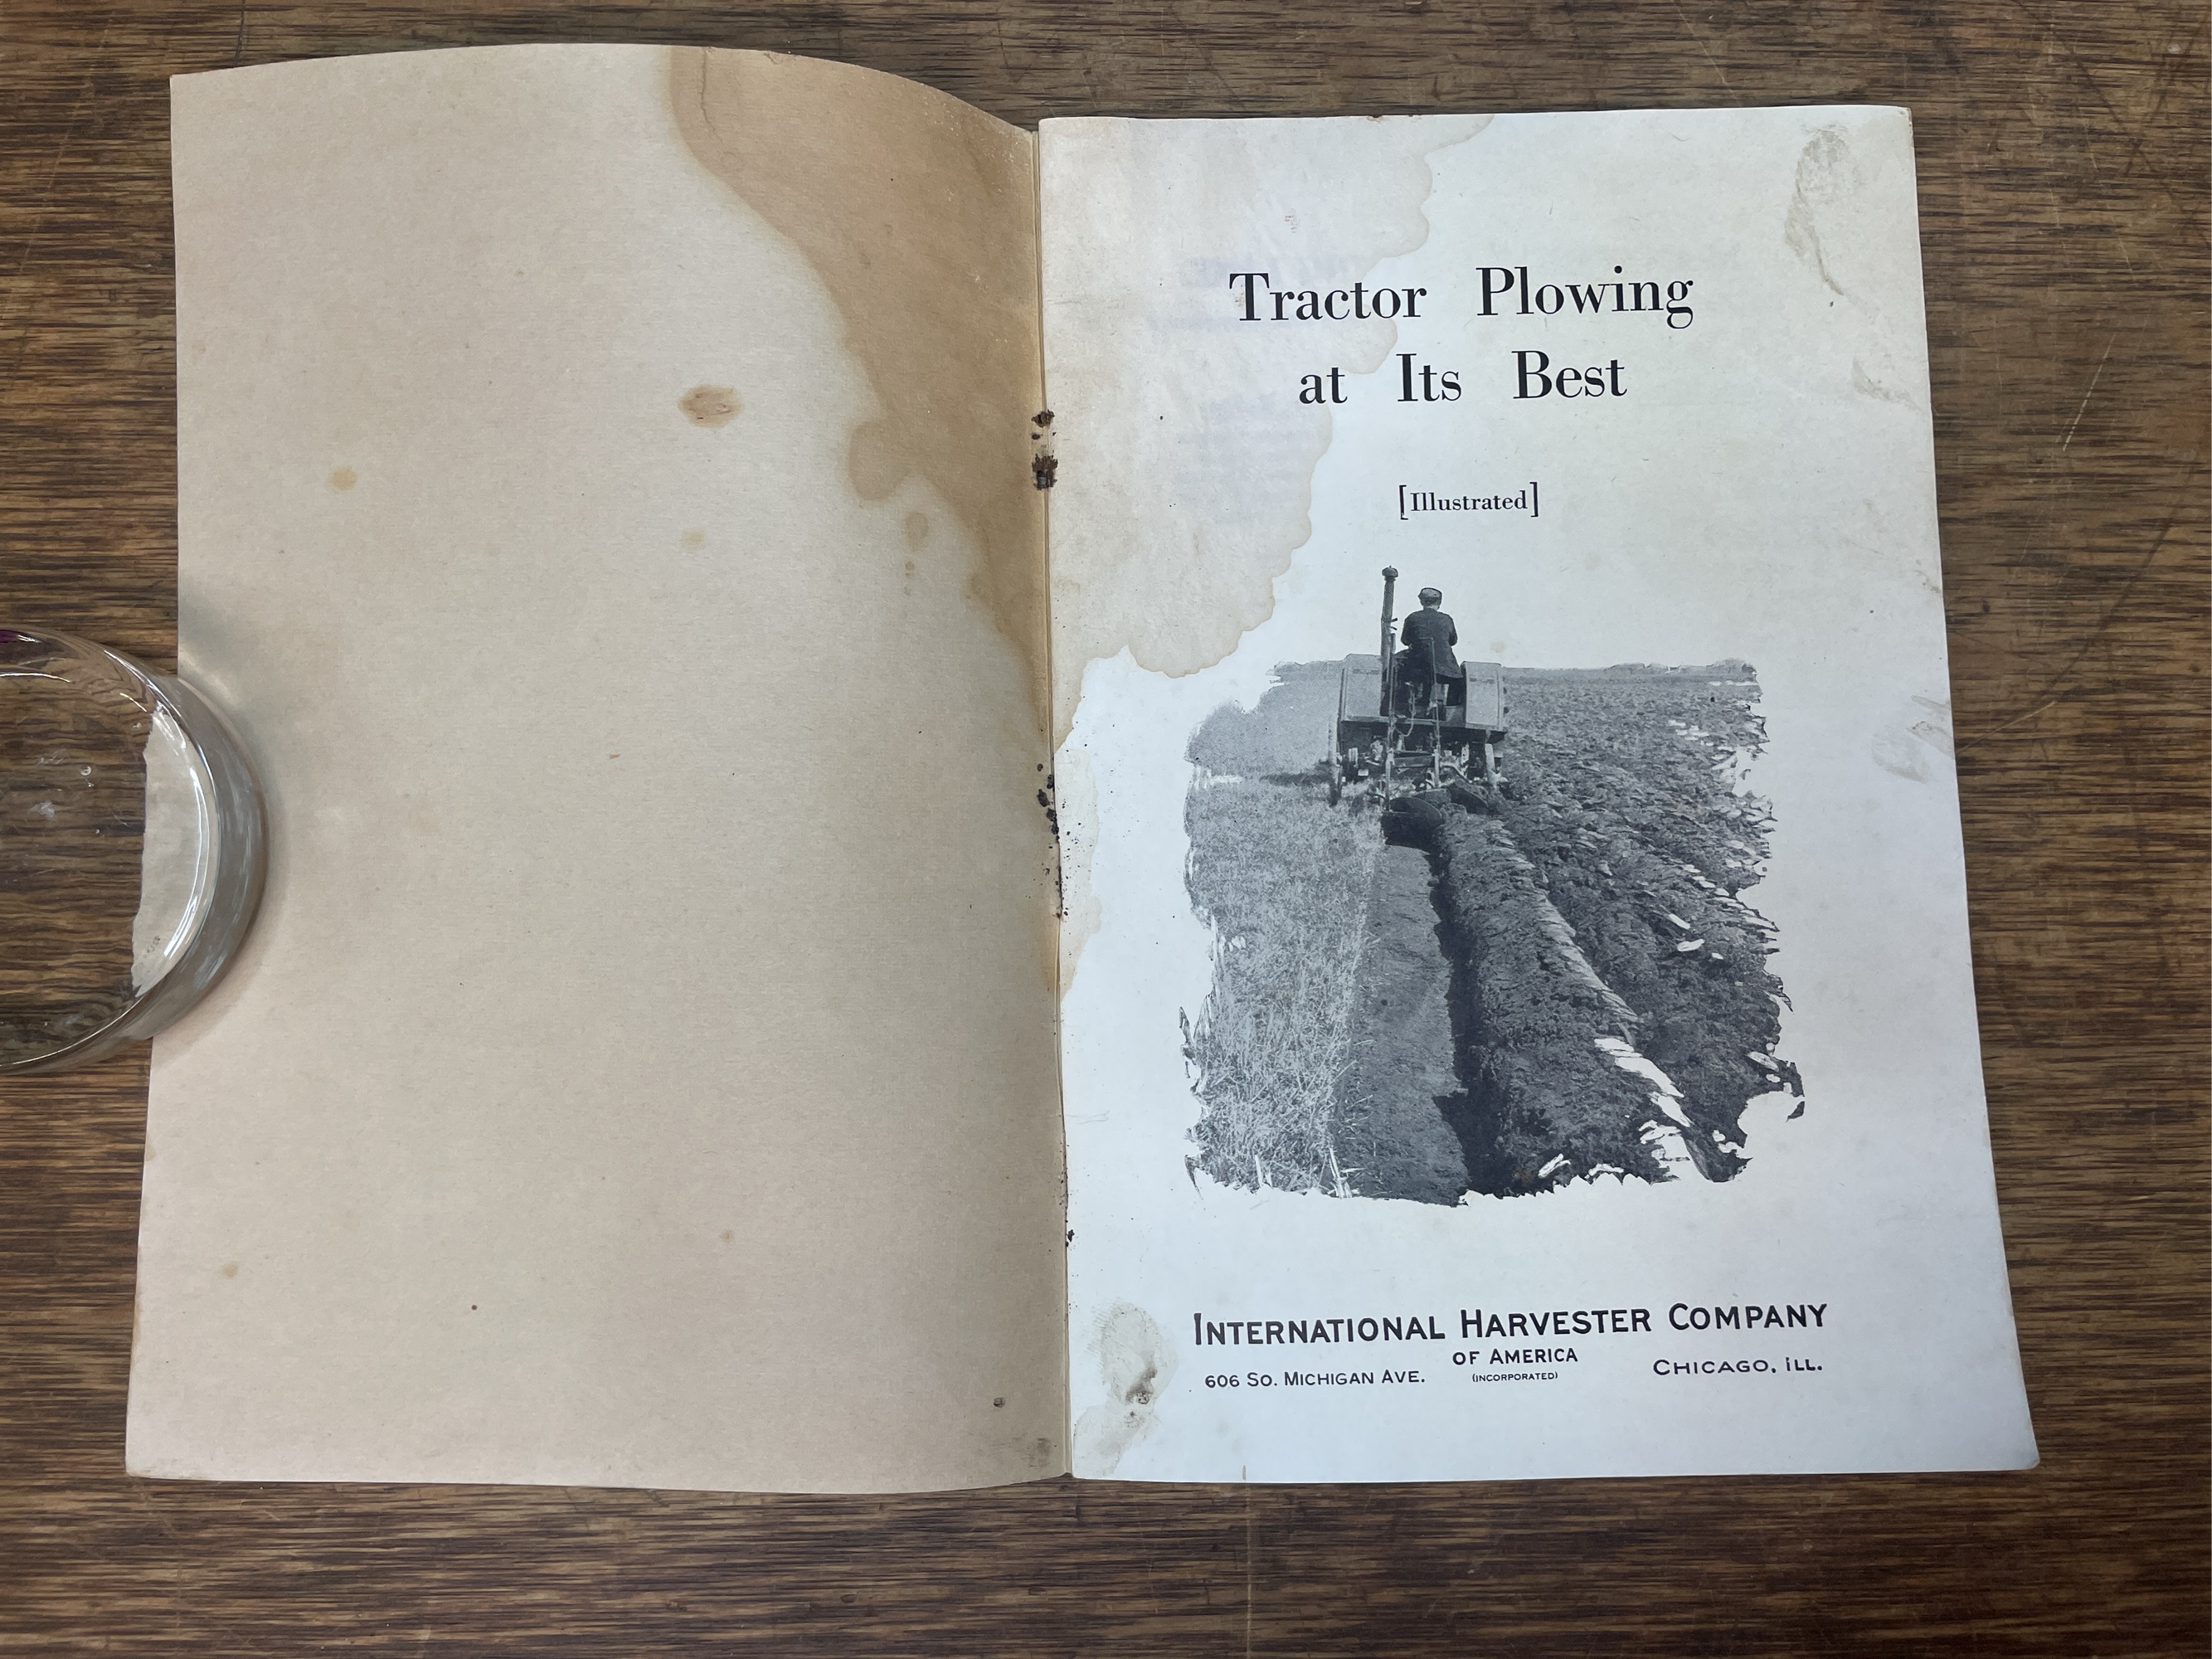 Tractor Plowing
at Its Best
[Illustrated]
INTERNATIONAL HARVESTER COMPANY
OF AMERICA
(INCORPORATED)
606 SO. MICHIGAN AVE.
CHICAGO, ILL.